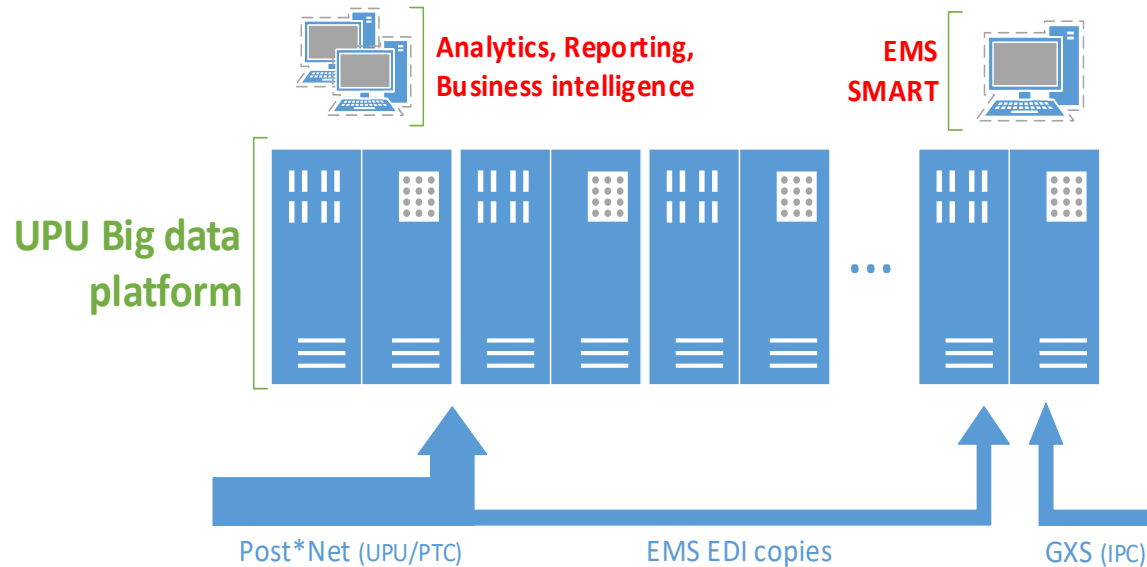 Analytics, Reporting,
Business intelligence
EMS
SMART
UPU Big data
platform
...
Post*Net (UPU/PTC)
EMS EDI copies
GXS (IPC)